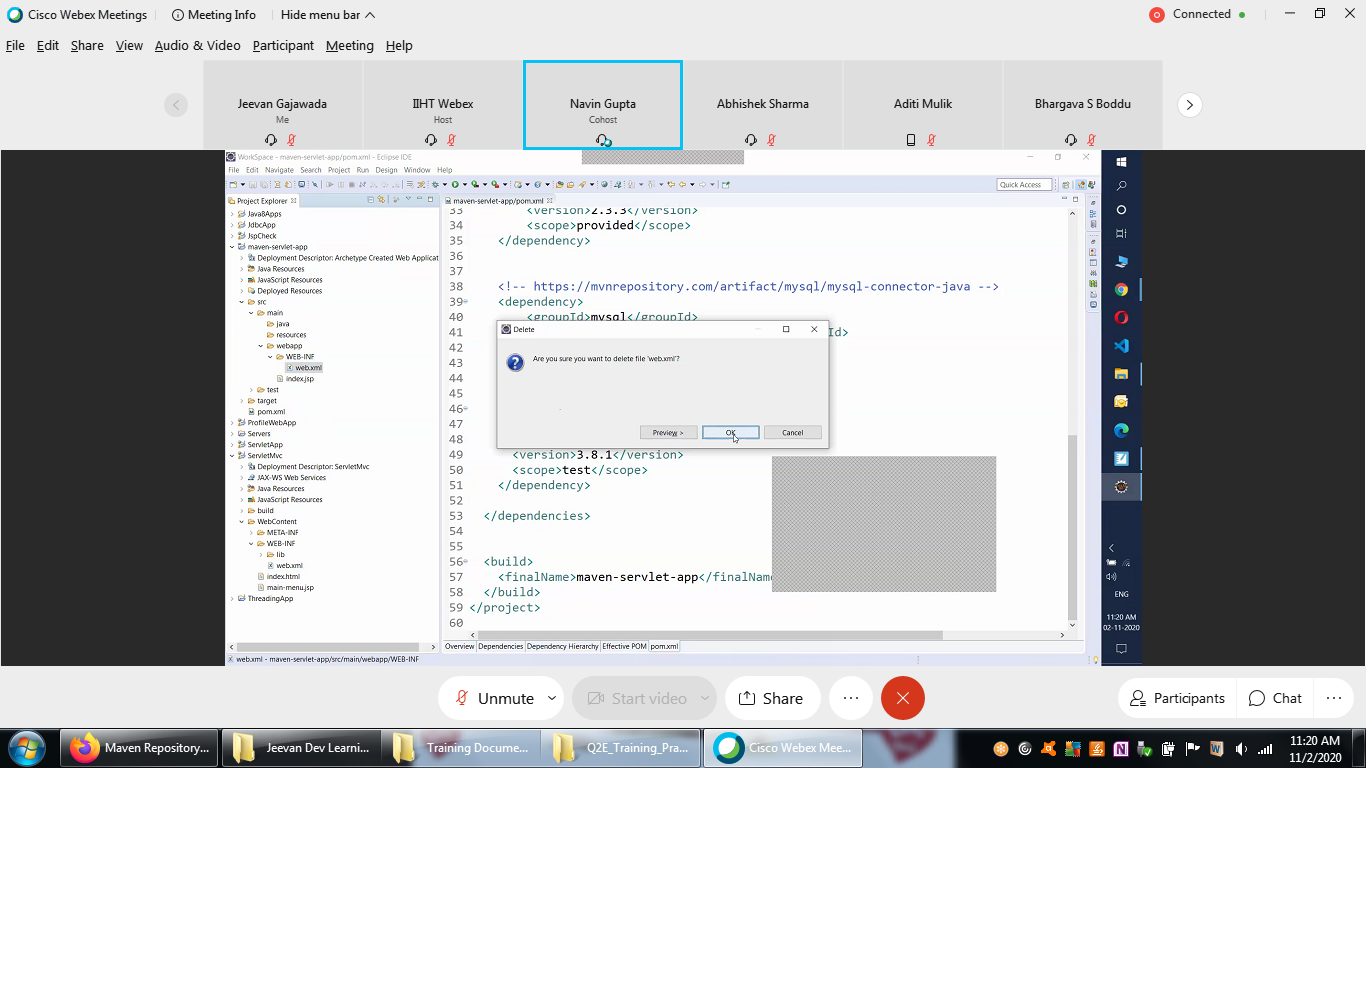 Cisco Webex Meetings
Meeting Info
Hide menu bar
Connected
File Edit Share View Audio & Video Participant Meeting Help
Jeevan Gajawada
Me
IIHT Webex
Host
Navin Gupta
Cohost
Abhishek Sharma
Aditi Mulik
Bhargava S Boddu
WorkSpace - maven-servlet-app/pom.xml - Eclipse IDE
File Edit Navigate Search Project Run Design Window Help
Quick Access
Project Explorer
Java8Apps
JdbcApp
JspCheck
maven-servlet-app
Deployment Descriptor: Archetype Created Web Applicat
Java Resources
JavaScript Resources
Deployed Resources
src
main
java
resources
webapp
WEB-INF
web.xml
index.jsp
test
target
pom.xml
ProfileWebApp
Servers
ServletApp
ServletMvc
Deployment Descriptor: ServletMvc
JAX-WS Web Services
Java Resources
JavaScript Resources
build
WebContent
META-INF
WEB-INF
lib
web.xml
index.html
main-menu.jsp
ThreadingApp
maven-servlet-app/pom.xml
33 <version>2.3.3</version>
34 <scope>provided</scope>
35 </dependency>
36
37
38 <!-- https://mvnrepository.com/artifact/mysql/mysql-connector-java -->
39 <dependency>
40 <groupId>mysql</groupId>
41 Id>
42
43
44
45
46
47
48
49 <version>3.8.1</version>
50 <scope>test</scope>
51 </dependency>
52
53 </dependencies>
54
55
56 <build>
57 <finalName>maven-servlet-app</finalName
58 </build>
59 </project>
60
Delete
Are you sure you want to delete file 'web.xml'?
Preview >
OK
Cancel
Overview Dependencies Dependency Hierarchy Effective POM pom.xml
web.xml - maven-servlet-app/src/main/webapp/WEB-INF
ENG
11:20 AM
02-11-2020
Unmute
Start video
Share
Participants
Chat
Maven Repository...
Jeevan Dev Learni...
Training Docume...
Q2E_Training_Pra...
Cisco Webex Mee...
11:20 AM
11/2/2020